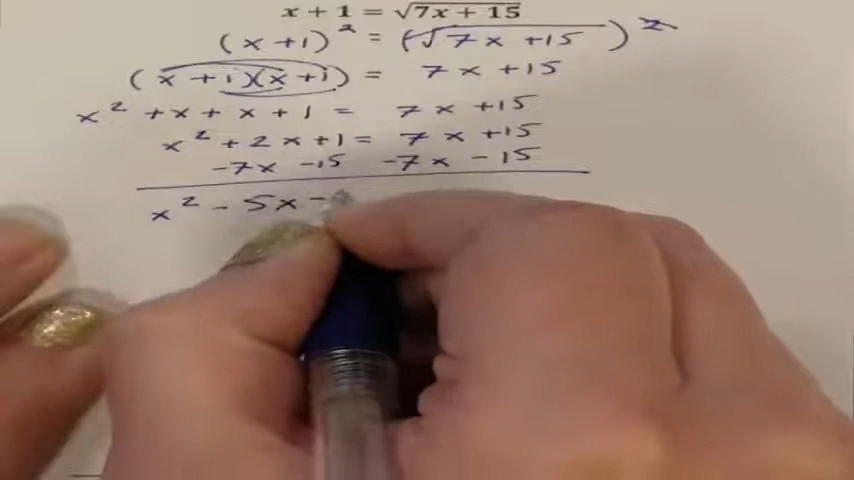 x + 1 = √7x + 15
(x +1)² = (√7x +15)²
(x +1)(x +1) = 7x +15
x² +x + x +1 = 7x +15
x² +2x +1 = 7x +15
-7x -15 -7x -15
x² - 5x -